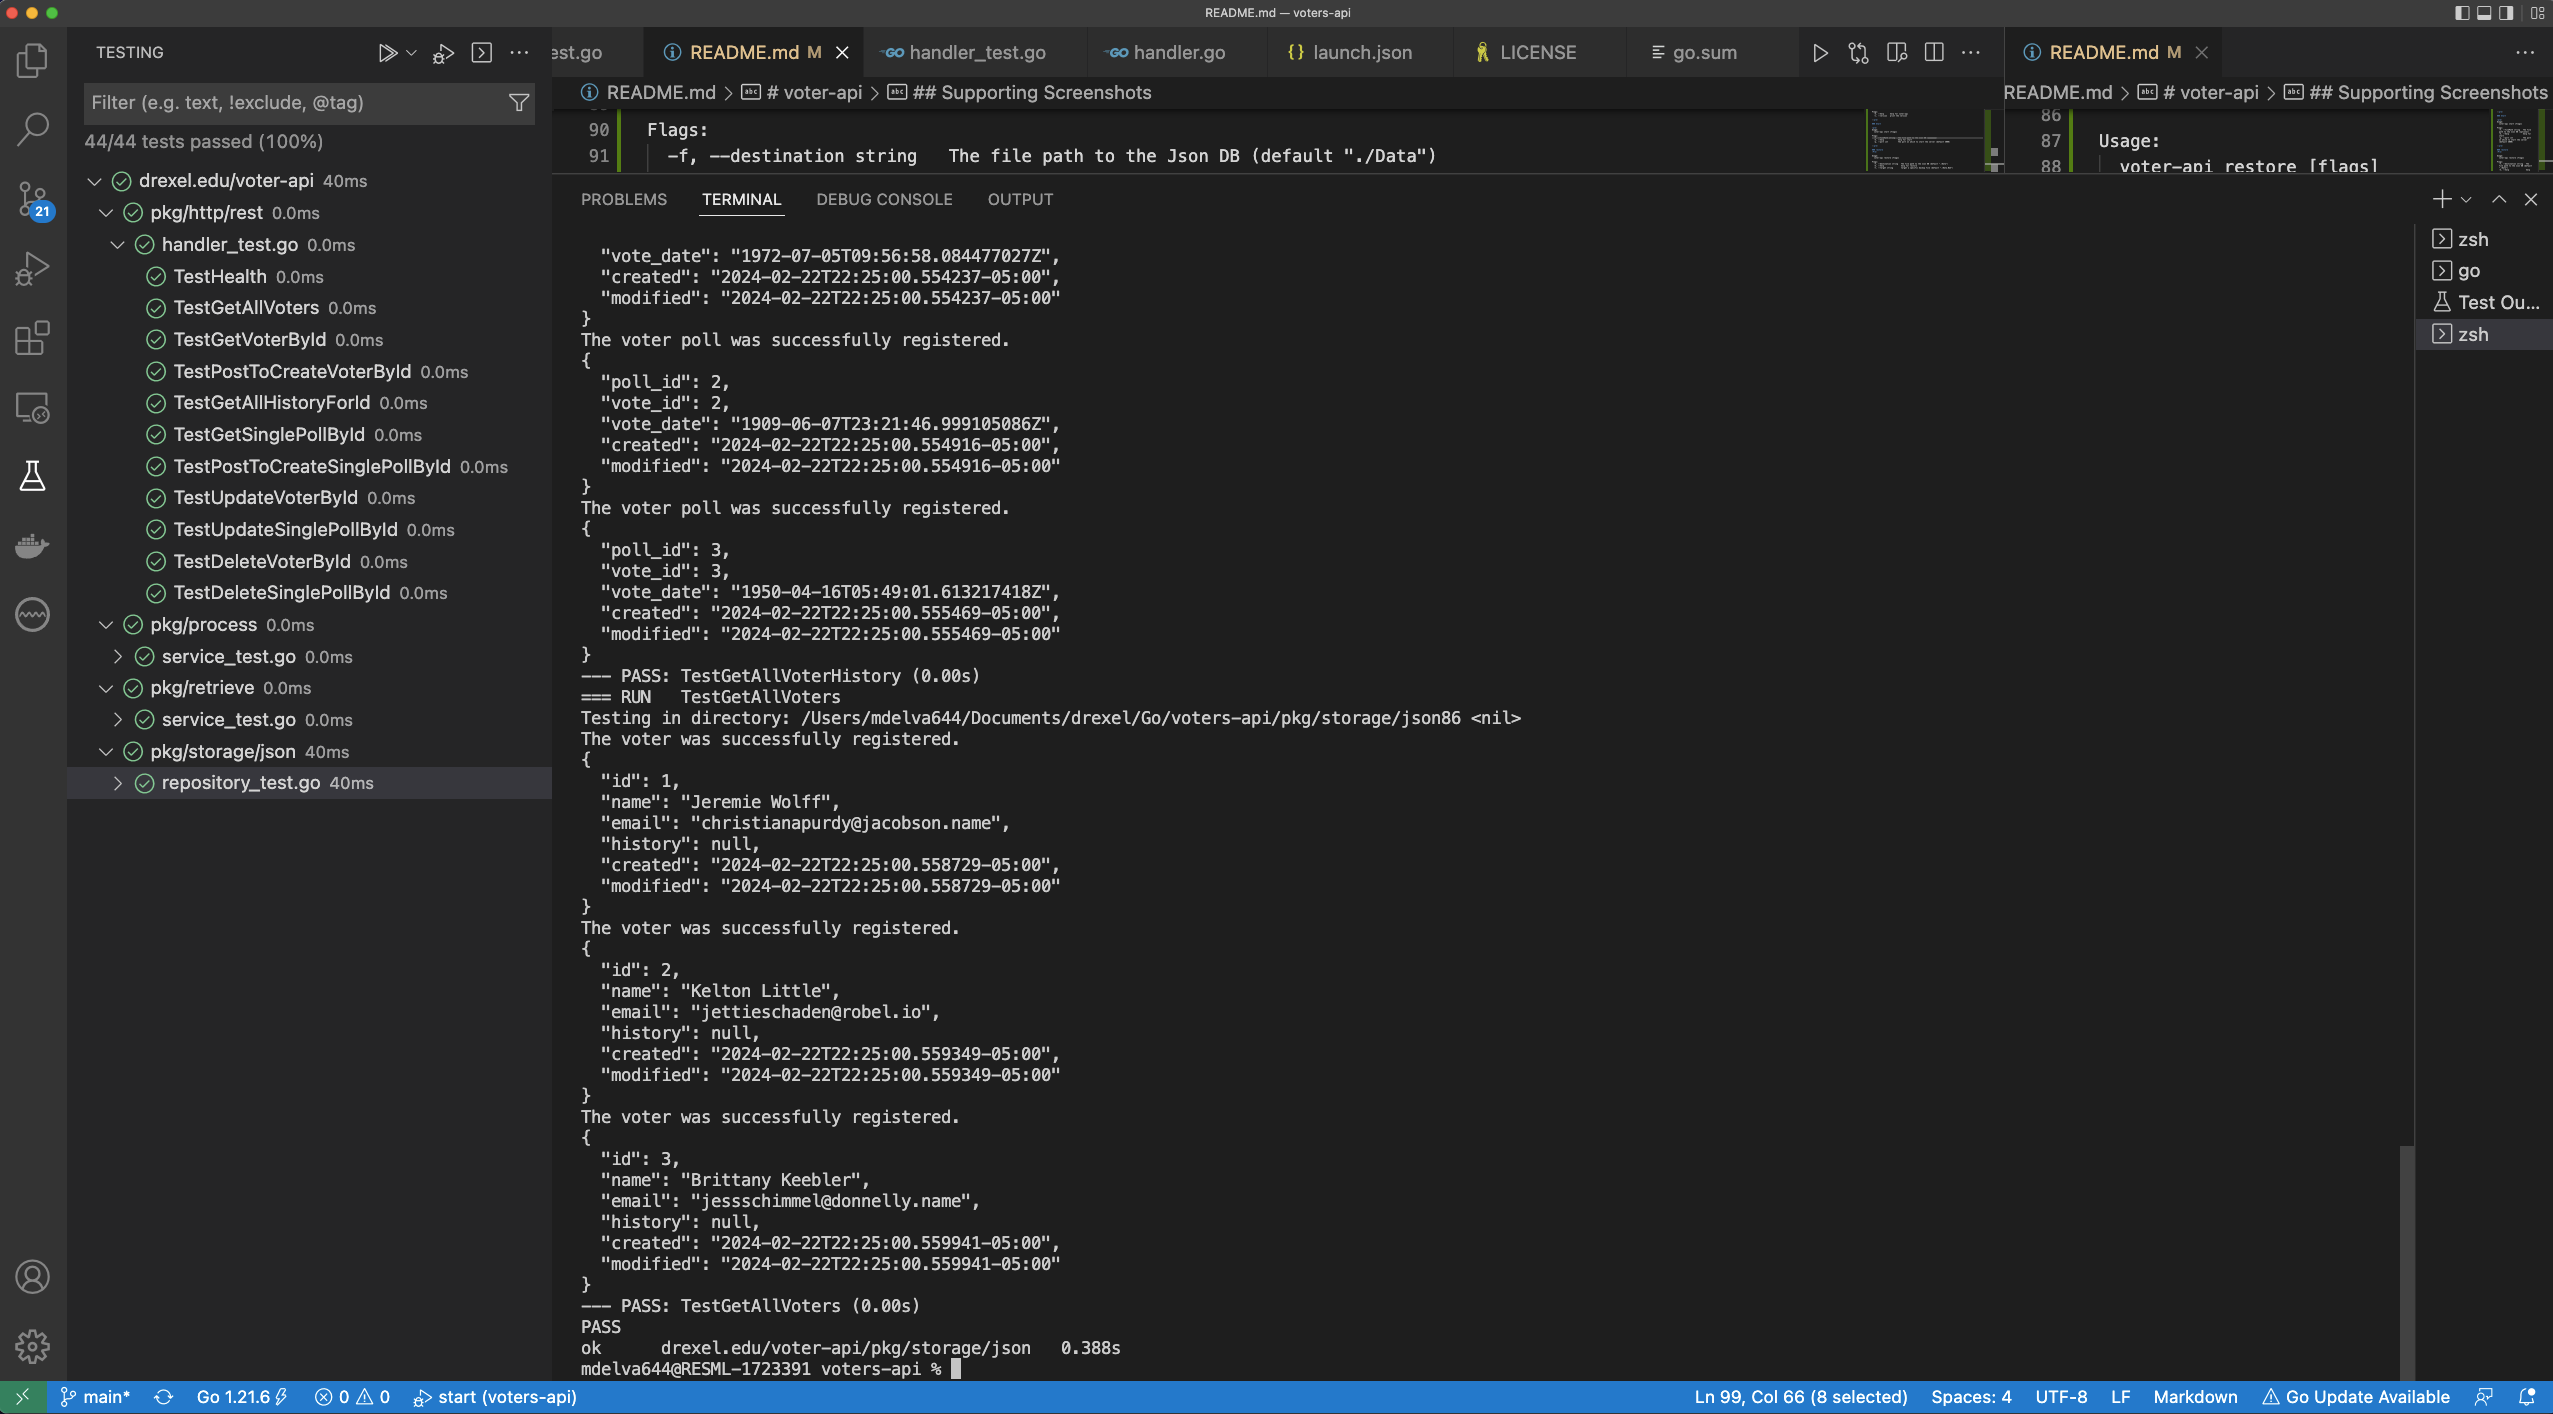 README.md — voters-api
TESTING
Filter (e.g. text, !exclude, @tag)
44/44 tests passed (100%)
drexel.edu/voter-api 40ms
pkg/http/rest 0.0ms
handler_test.go 0.0ms
TestHealth 0.0ms
TestGetAllVoters 0.0ms
TestGetVoterById 0.0ms
TestPostToCreateVoterById 0.0ms
TestGetAllHistoryForId 0.0ms
TestGetSinglePollById 0.0ms
TestPostToCreateSinglePollById 0.0ms
TestUpdateVoterById 0.0ms
TestUpdateSinglePollById 0.0ms
TestDeleteVoterById 0.0ms
TestDeleteSinglePollById 0.0ms
pkg/process 0.0ms
service_test.go 0.0ms
pkg/retrieve 0.0ms
service_test.go 0.0ms
pkg/storage/json 40ms
repository_test.go 40ms
21
est.go README.md M handler_test.go handler.go {} launch.json LICENSE go.sum
README.md > # voter-api > ## Supporting Screenshots
90 Flags:
91 -f, --destination string   The file path to the Json DB (default "./Data")
README.md M
README.md > # voter-api > ## Supporting Screenshots
86
87 Usage:
88 voter-api restore [flags]
PROBLEMS TERMINAL DEBUG CONSOLE OUTPUT
"vote_date": "1972-07-05T09:56:58.084477027Z",
"created": "2024-02-22T22:25:00.554237-05:00",
"modified": "2024-02-22T22:25:00.554237-05:00"
}
The voter poll was successfully registered.
{
"poll_id": 2,
"vote_id": 2,
"vote_date": "1909-06-07T23:21:46.999105086Z",
"created": "2024-02-22T22:25:00.554916-05:00",
"modified": "2024-02-22T22:25:00.554916-05:00"
}
The voter poll was successfully registered.
{
"poll_id": 3,
"vote_id": 3,
"vote_date": "1950-04-16T05:49:01.613217418Z",
"created": "2024-02-22T22:25:00.555469-05:00",
"modified": "2024-02-22T22:25:00.555469-05:00"
}
--- PASS: TestGetAllVoterHistory (0.00s)
=== RUN   TestGetAllVoters
Testing in directory: /Users/mdelva644/Documents/drexel/Go/voters-api/pkg/storage/json86 <nil>
The voter was successfully registered.
{
"id": 1,
"name": "Jeremie Wolff",
"email": "christianapurdy@jacobson.name",
"history": null,
"created": "2024-02-22T22:25:00.558729-05:00",
"modified": "2024-02-22T22:25:00.558729-05:00"
}
The voter was successfully registered.
{
"id": 2,
"name": "Kelton Little",
"email": "jettieschaden@robel.io",
"history": null,
"created": "2024-02-22T22:25:00.559349-05:00",
"modified": "2024-02-22T22:25:00.559349-05:00"
}
The voter was successfully registered.
{
"id": 3,
"name": "Brittany Keebler",
"email": "jessschimmel@donnelly.name",
"history": null,
"created": "2024-02-22T22:25:00.559941-05:00",
"modified": "2024-02-22T22:25:00.559941-05:00"
}
--- PASS: TestGetAllVoters (0.00s)
PASS
ok      drexel.edu/voter-api/pkg/storage/json   0.388s
mdelva644@RESML-1723391 voters-api %
zsh
go
Test Ou...
zsh
main* Go 1.21.6 0 0 start (voters-api) Ln 99, Col 66 (8 selected) Spaces: 4 UTF-8 LF Markdown Go Update Available